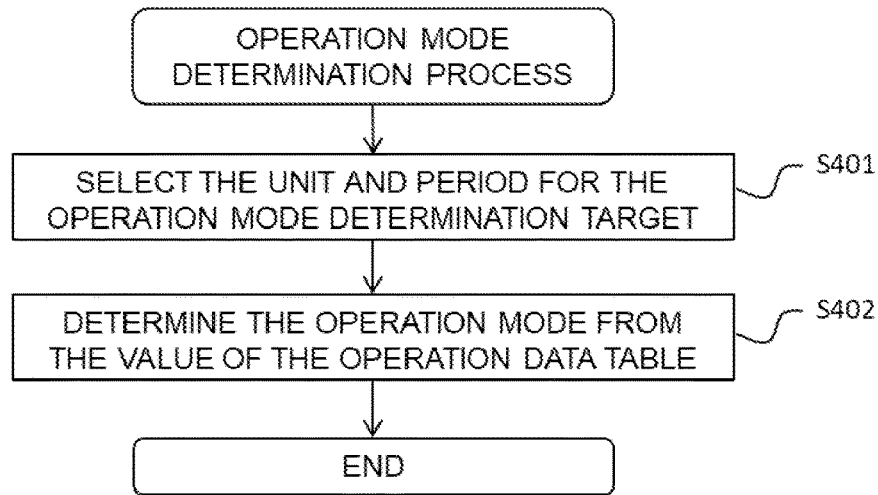 OPERATION MODE
DETERMINATION PROCESS
SELECT THE UNIT AND PERIOD FOR THE
OPERATION MODE DETERMINATION TARGET
S401
DETERMINE THE OPERATION MODE FROM
THE VALUE OF THE OPERATION DATA TABLE
S402
END